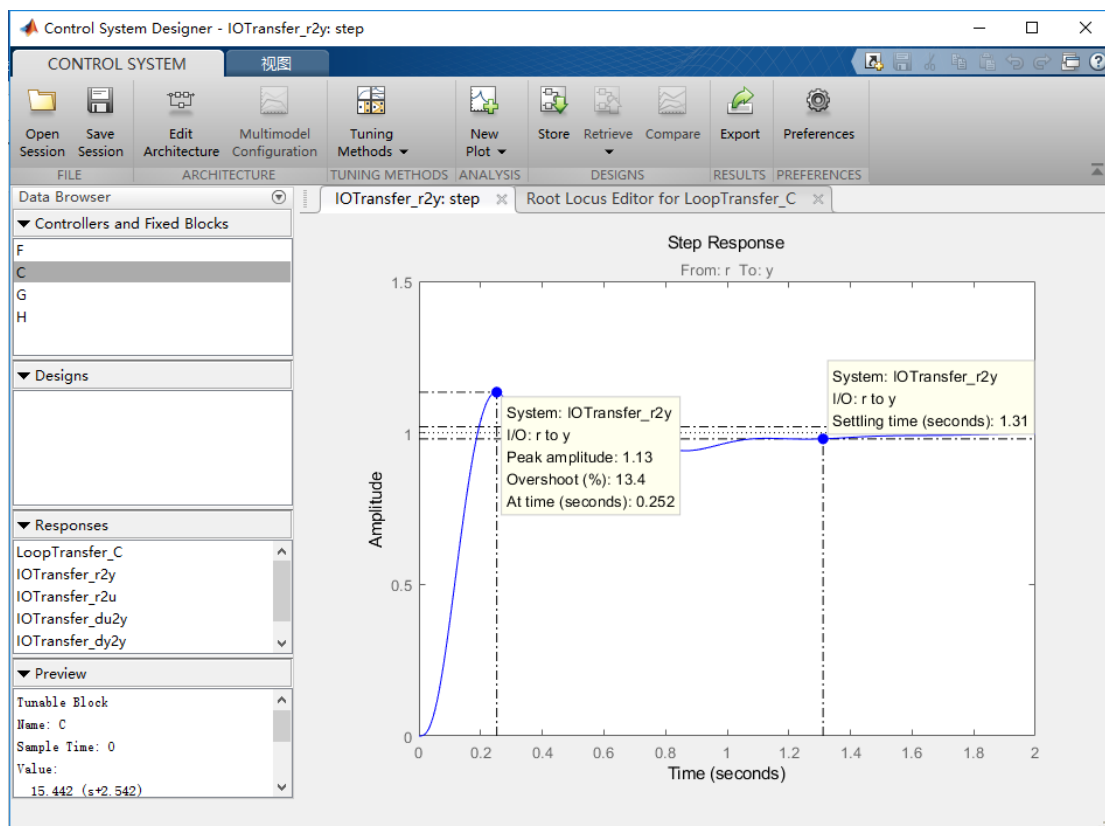 Control System Designer - IOTransfer_r2y: step
CONTROL SYSTEM
视图
Open Session
Save Session
Edit Architecture
Multimodel Configuration
Tuning Methods
New Plot
Store
Retrieve
Compare
Export
Preferences
FILE
ARCHITECTURE
TUNING METHODS
ANALYSIS
DESIGNS
RESULTS
PREFERENCES
Data Browser
Controllers and Fixed Blocks
F
C
G
H
Designs
Responses
LoopTransfer_C
IOTransfer_r2y
IOTransfer_r2u
IOTransfer_du2y
IOTransfer_dy2y
Preview
Tunable Block
Name: C
Sample Time: 0
Value:
15.442 (s+2.542)
IOTransfer_r2y: step
Root Locus Editor for LoopTransfer_C
Step Response
From: r To: y
1.5
1
0.5
0
Amplitude
System: IOTransfer_r2y
I/O: r to y
Peak amplitude: 1.13
Overshoot (%): 13.4
At time (seconds): 0.252
System: IOTransfer_r2y
I/O: r to y
Settling time (seconds): 1.31
0 0.2 0.4 0.6 0.8 1 1.2 1.4 1.6 1.8 2
Time (seconds)